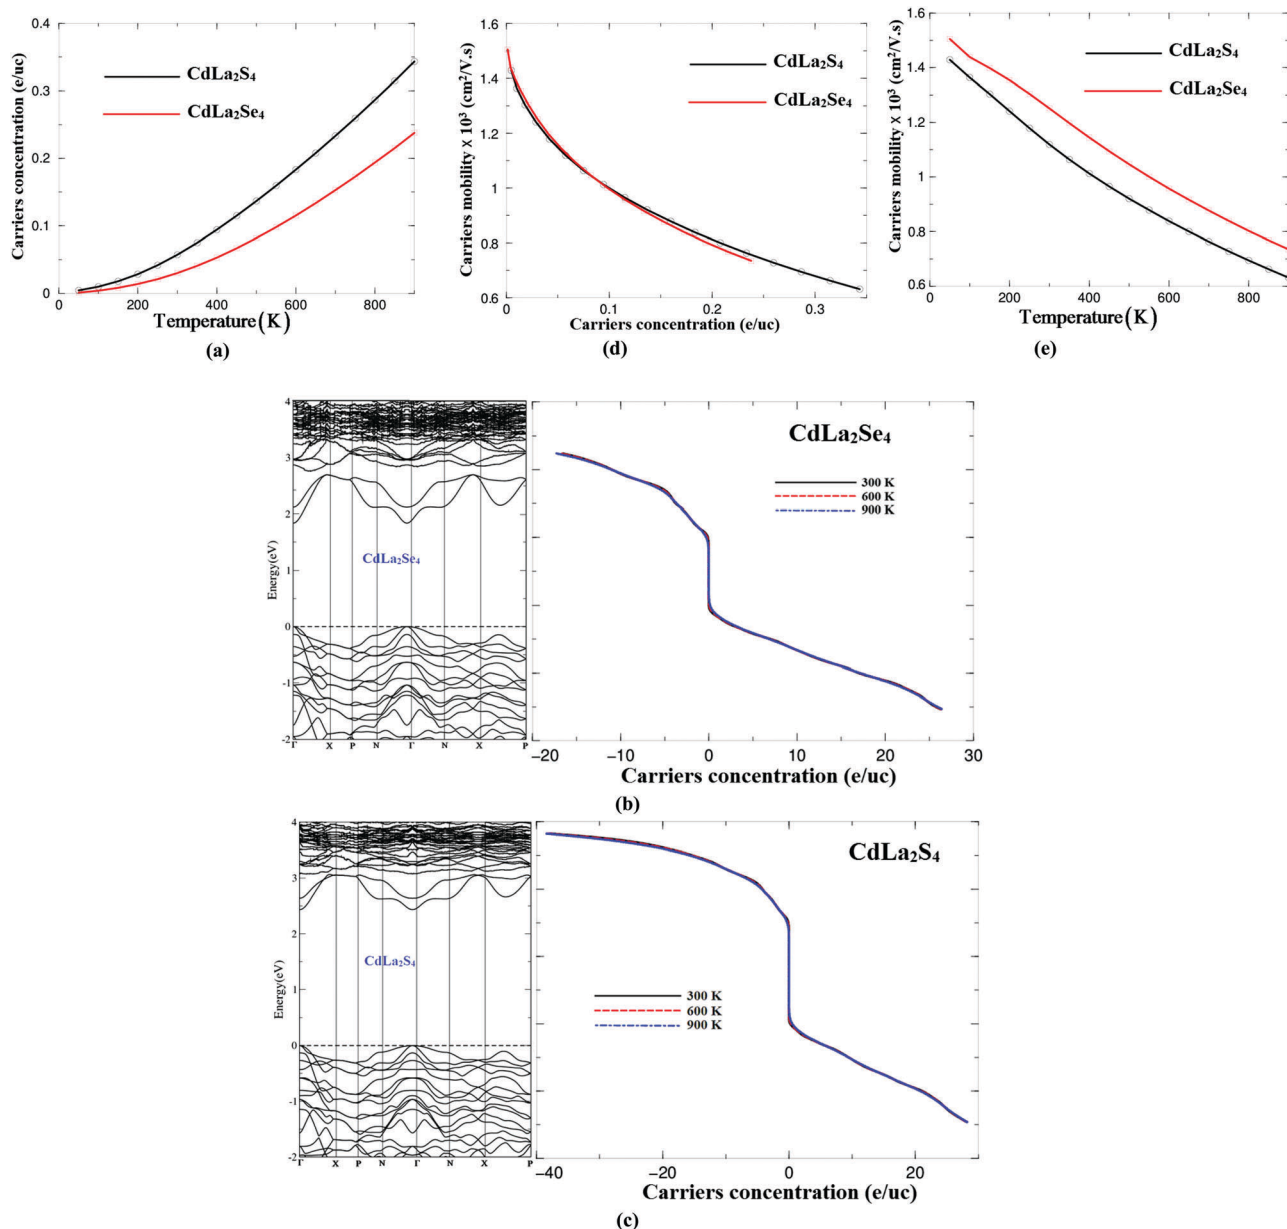 Carriers concentration (e/uc)
0.4
0.3
0.2
0.1
0
CdLa₂S₄
CdLa₂Se₄
0 200 400 600 800
Temperature(K)
(a)
Carriers mobility x 10³ (cm²/V.s)
1.6
1.4
1.2
1
0.8
0.6
CdLa₂S₄
CdLa₂Se₄
0 0.1 0.2 0.3
Carriers concentration (e/uc)
(d)
Carriers mobility x 10³ (cm²/V.s)
1.6
1.4
1.2
1
0.8
0.6
CdLa₂S₄
CdLa₂Se₄
0 200 400 600 800
Temperature(K)
(e)
Energy(eV)
4
3
2
1
0
-1
-2
CdLa₂Se₄
Γ X P N Γ N X P
CdLa₂Se₄
300 K
600 K
900 K
−20 −10 0 10 20 30
Carriers concentration (e/uc)
(b)
Energy(eV)
4
3
2
1
0
-1
-2
CdLa₂S₄
Γ X P N Γ N X P
CdLa₂S₄
300 K
600 K
900 K
−40 −20 0 20
Carriers concentration (e/uc)
(c)